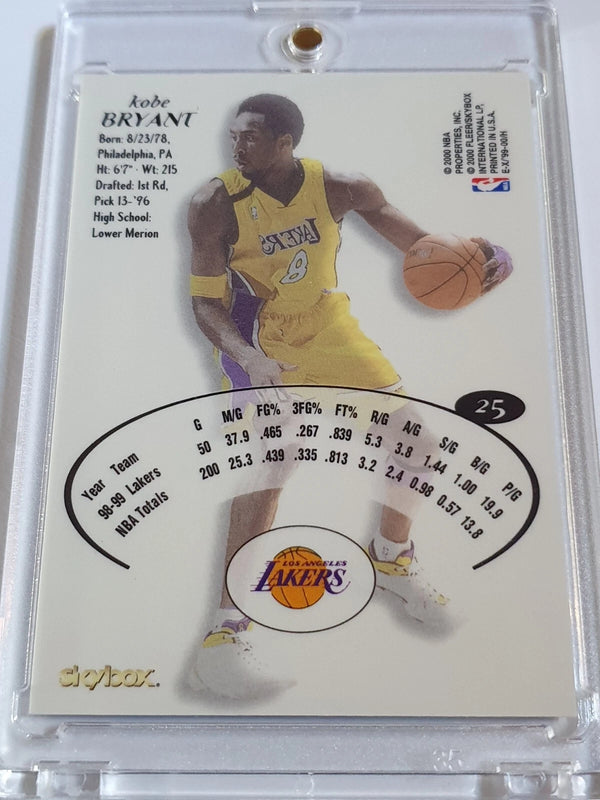 kobe
BRYANT
Born: 8/23/78,
Philadelphia, PA
Ht: 6'7" · Wt: 215
Drafted: 1st Rd,
Pick 13-'96
High School:
Lower Merion
© 2000 NBA
PROPERTIES, INC.
© 2000 FLEER/SKYBOX
INTERNATIONAL LP,
PRINTED IN U.S.A.
E-X/'99-00/H
LAKERS
8
25
Year Team G M/G FG% 3FG% FT% R/G A/G S/G B/G P/G
98-99 Lakers 50 37.9 .465 .267 .839 5.3 3.8 1.44 1.00 19.9
NBA Totals 200 25.3 .439 .335 .813 3.2 2.4 0.98 0.57 13.8
LOS ANGELES
LAKERS
skybox.